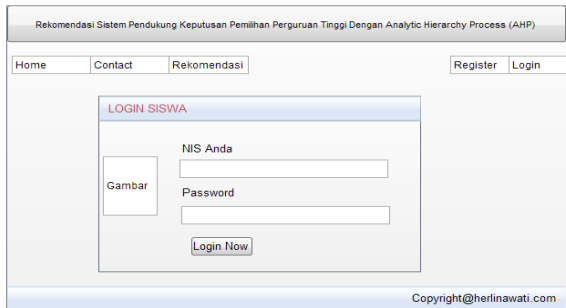 Rekomendasi Sistem Pendukung Keputusan Pemilihan Perguruan Tinggi Dengan Analytic Hierarchy Process (AHP)
Home Contact Rekomendasi Register Login
LOGIN SISWA
NIS Anda
Gambar
Password
Login Now
Copyright@herlinawati.com